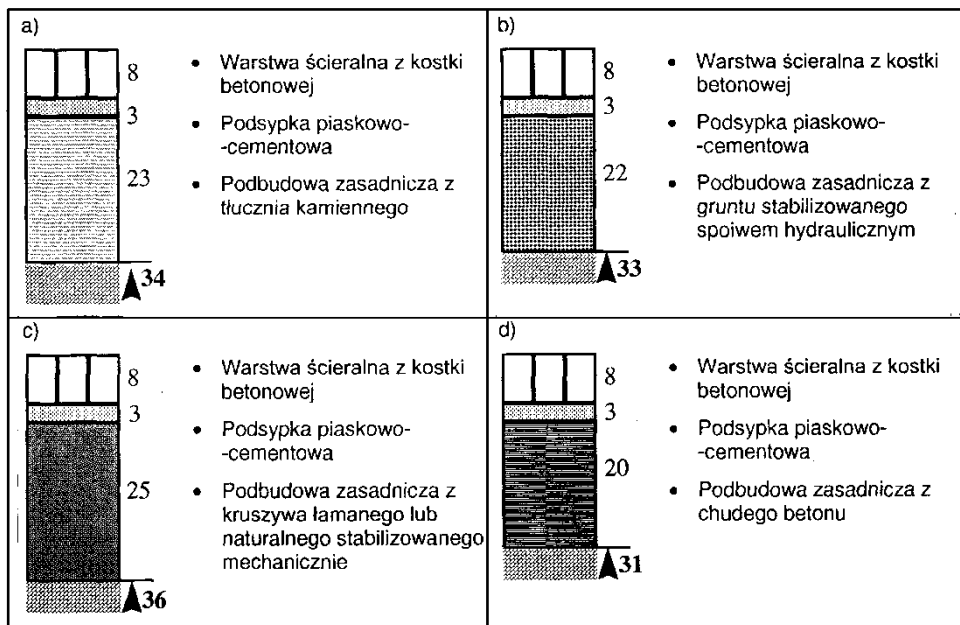 a)
8
3
23
34
• Warstwa ścieralna z kostki
betonowej
• Podsypka piaskowo-
-cementowa
• Podbudowa zasadnicza z
tłucznia kamiennego
b)
8
3
22
33
• Warstwa ścieralna z kostki
betonowej
• Podsypka piaskowo-
-cementowa
• Podbudowa zasadnicza z
gruntu stabilizowanego
spoiwem hydraulicznym
c)
8
3
25
36
• Warstwa ścieralna z kostki
betonowej
• Podsypka piaskowo-
-cementowa
• Podbudowa zasadnicza z
kruszywa łamanego lub
naturalnego stabilizowanego
mechanicznie
d)
8
3
20
31
• Warstwa ścieralna z kostki
betonowej
• Podsypka piaskowo-
-cementowa
• Podbudowa zasadnicza z
chudego betonu